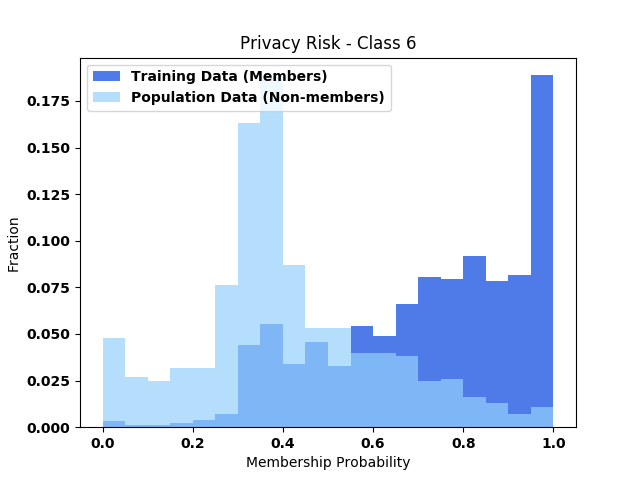 Privacy Risk - Class 6
Training Data (Members)
Population Data (Non-members)
0.175
0.150
0.125
0.100
0.075
0.050
0.025
0.000
Fraction
0.0 0.2 0.4 0.6 0.8 1.0
Membership Probability